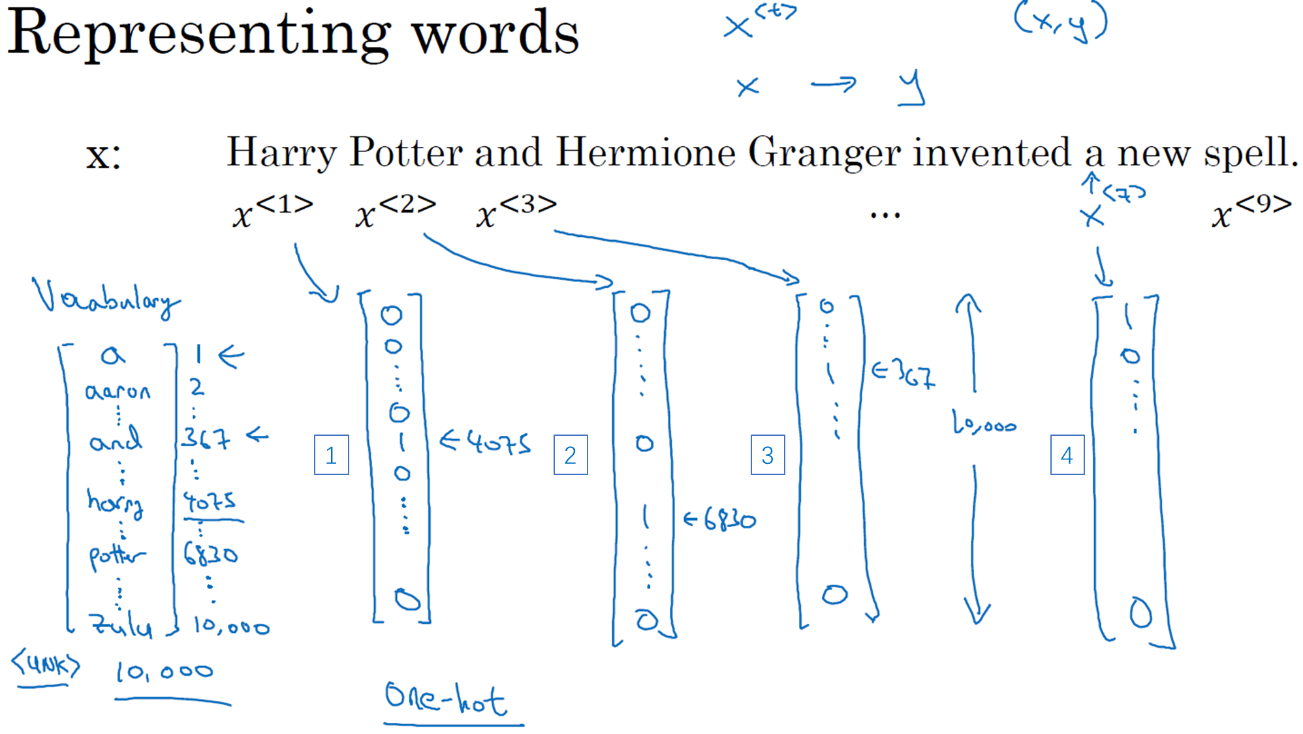 Representing words
x<t>
(x,y)
x → y
x: Harry Potter and Hermione Granger invented a new spell.
x<1> x<2> x<3> ... x<7> x<9>
Vocabulary
a 1 ←
aaron 2
⋮ ⋮
and 367 ←
⋮ ⋮
harry 4075
⋮ ⋮
potter 6830
⋮ ⋮
zulu 10,000
<UNK> 10,000
1
0
0
⋮
0
1 ← 4075
0
⋮
0
2
0
⋮
0
1 ← 6830
⋮
0
3
0
⋮
1 ← 367
⋮
0
10,000
4
1
0
⋮
0
One-hot